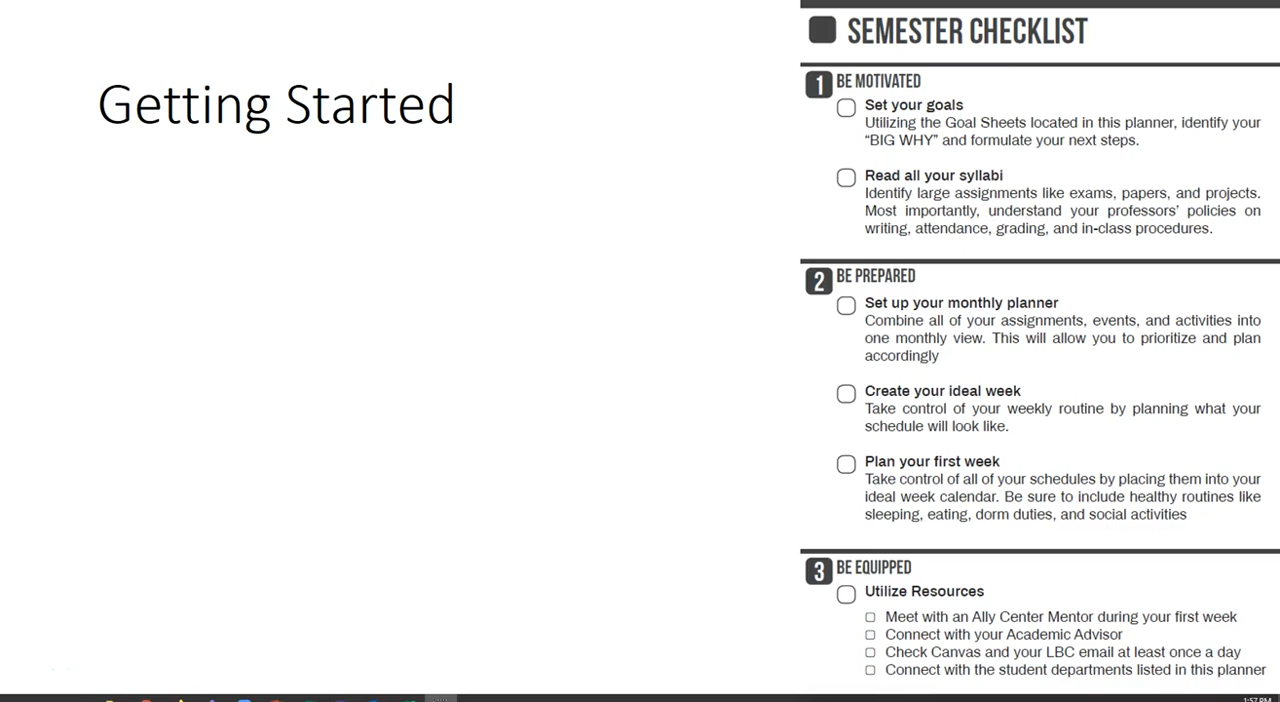 Getting Started
SEMESTER CHECKLIST
1 BE MOTIVATED
Set your goals
Utilizing the Goal Sheets located in this planner, identify your
“BIG WHY” and formulate your next steps.
Read all your syllabi
Identify large assignments like exams, papers, and projects.
Most importantly, understand your professors’ policies on
writing, attendance, grading, and in-class procedures.
2 BE PREPARED
Set up your monthly planner
Combine all of your assignments, events, and activities into
one monthly view. This will allow you to prioritize and plan
accordingly
Create your ideal week
Take control of your weekly routine by planning what your
schedule will look like.
Plan your first week
Take control of all of your schedules by placing them into your
ideal week calendar. Be sure to include healthy routines like
sleeping, eating, dorm duties, and social activities
3 BE EQUIPPED
Utilize Resources
Meet with an Ally Center Mentor during your first week
Connect with your Academic Advisor
Check Canvas and your LBC email at least once a day
Connect with the student departments listed in this planner
1:57 PM